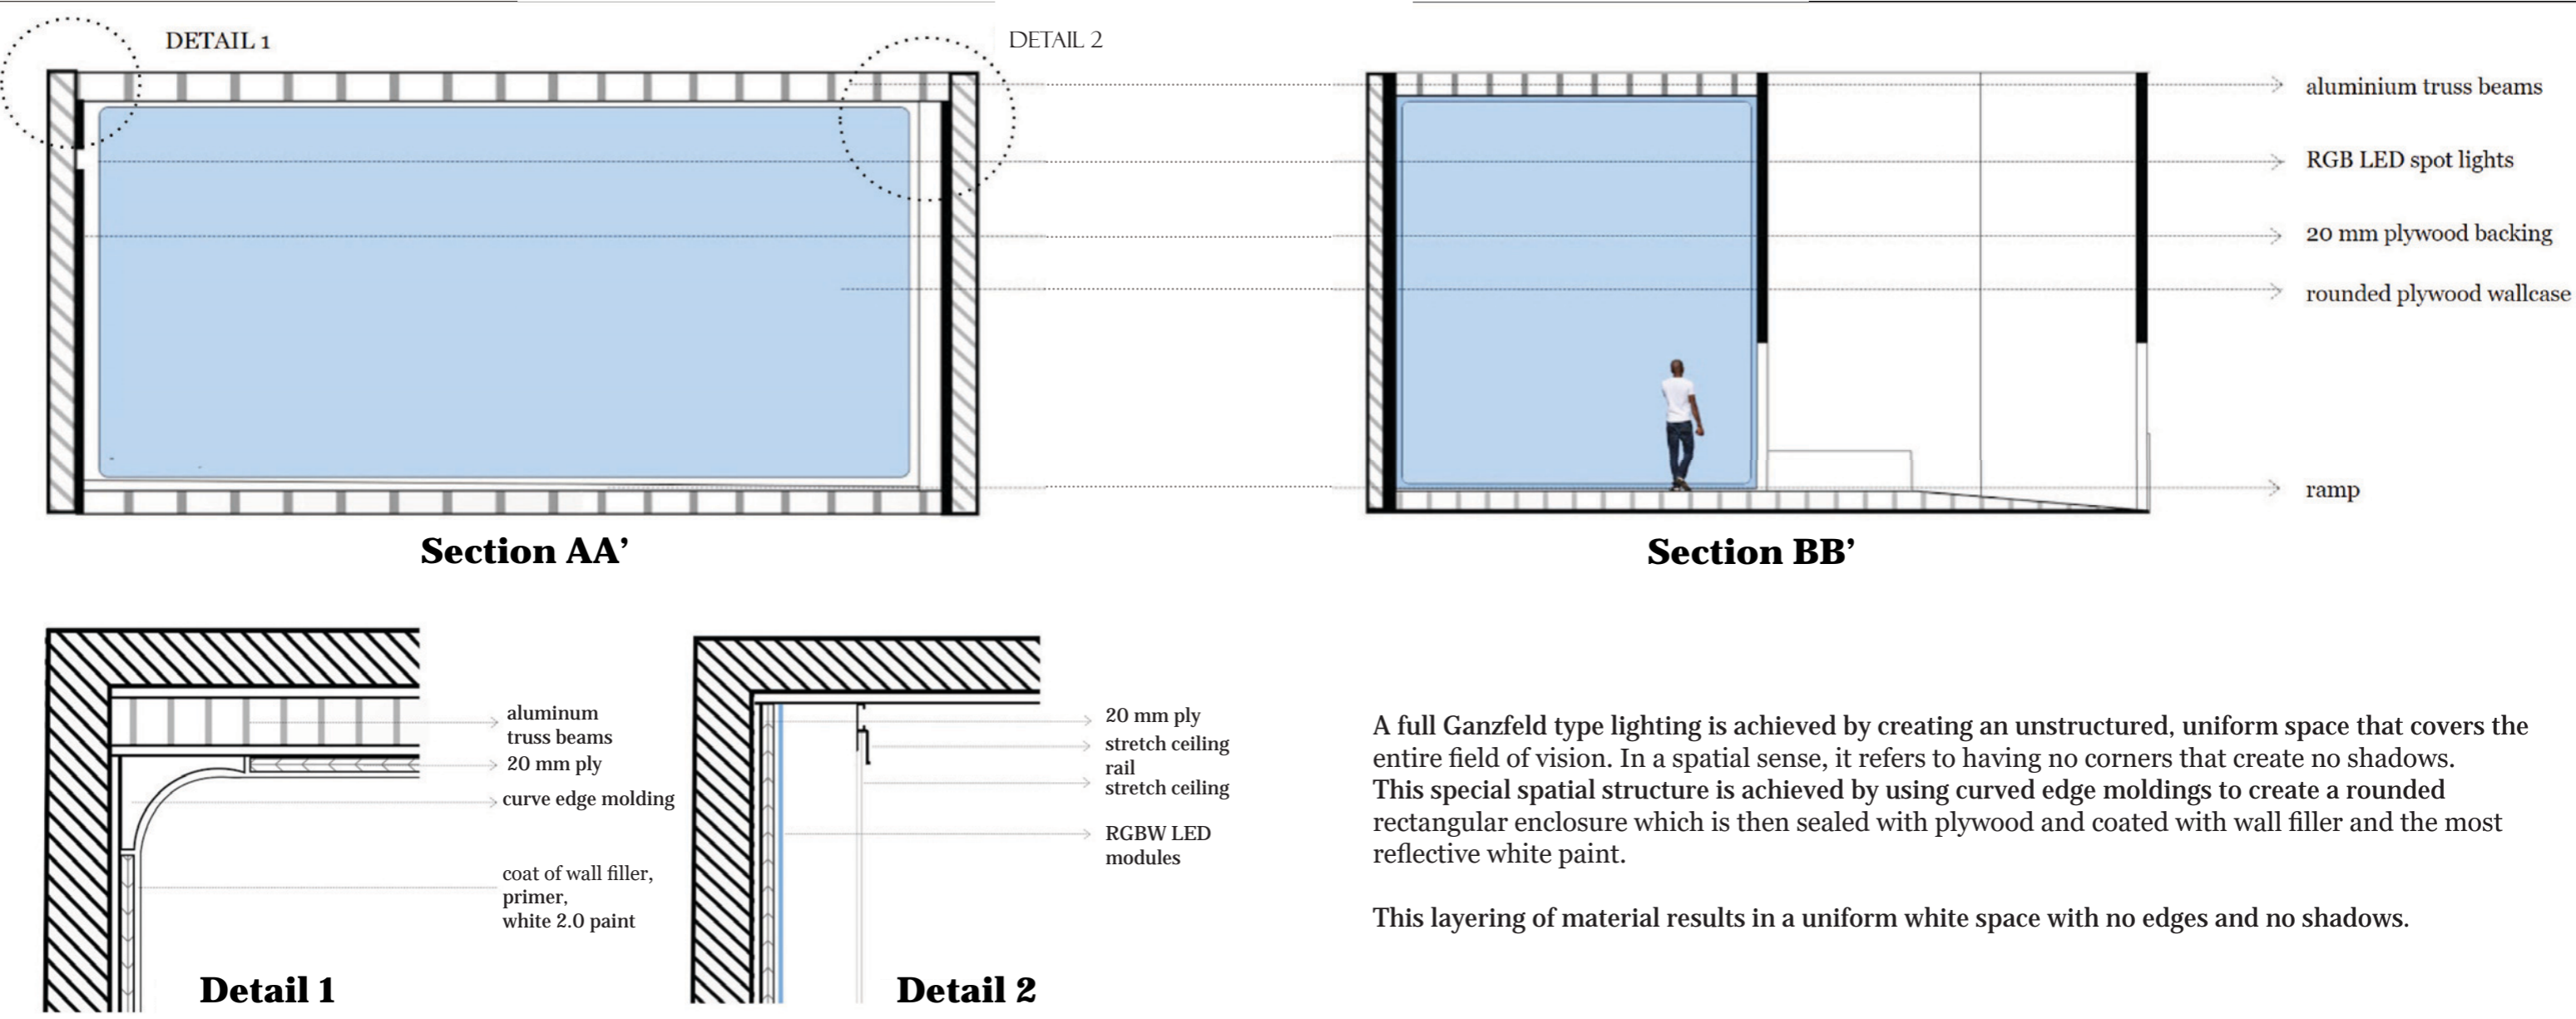 DETAIL 1
DETAIL 2
aluminium truss beams
RGB LED spot lights
20 mm plywood backing
rounded plywood wallcase
ramp
Section AA’
Section BB’
aluminum
truss beams
20 mm ply
curve edge molding
coat of wall filler,
primer,
white 2.0 paint
Detail 1
20 mm ply
stretch ceiling
rail
stretch ceiling
RGBW LED
modules
Detail 2
A full Ganzfeld type lighting is achieved by creating an unstructured, uniform space that covers the
entire field of vision. In a spatial sense, it refers to having no corners that create no shadows.
This special spatial structure is achieved by using curved edge moldings to create a rounded
rectangular enclosure which is then sealed with plywood and coated with wall filler and the most
reflective white paint.
This layering of material results in a uniform white space with no edges and no shadows.